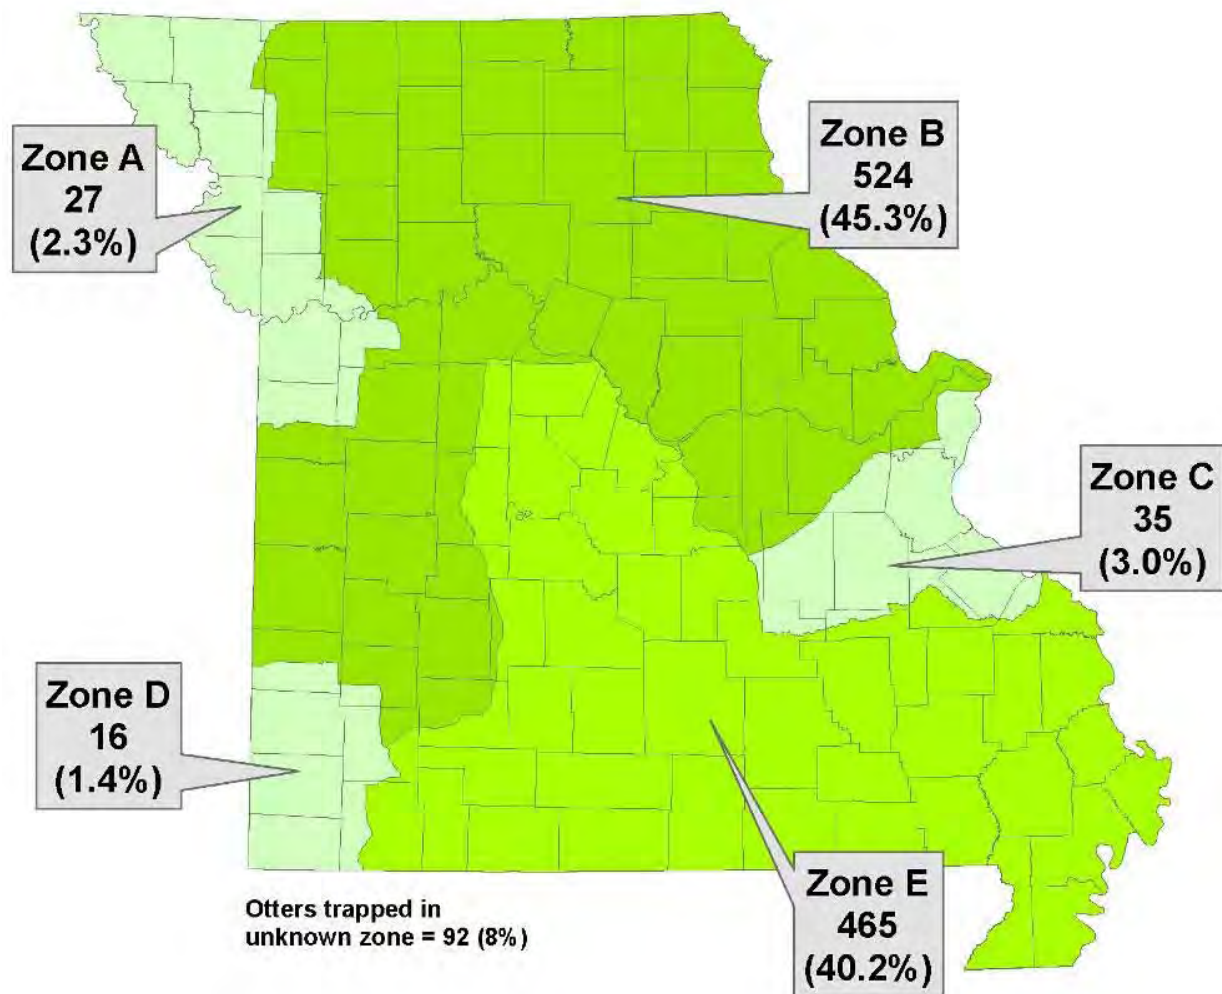 Zone A
27
(2.3%)
Zone B
524
(45.3%)
Zone C
35
(3.0%)
Zone D
16
(1.4%)
Zone E
465
(40.2%)
Otters trapped in
unknown zone = 92 (8%)